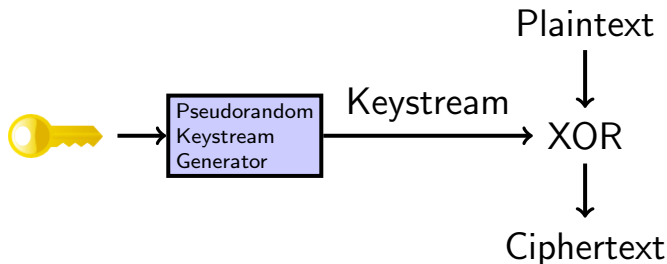 Plaintext
Pseudorandom
Keystream
Generator
Keystream
XOR
Ciphertext